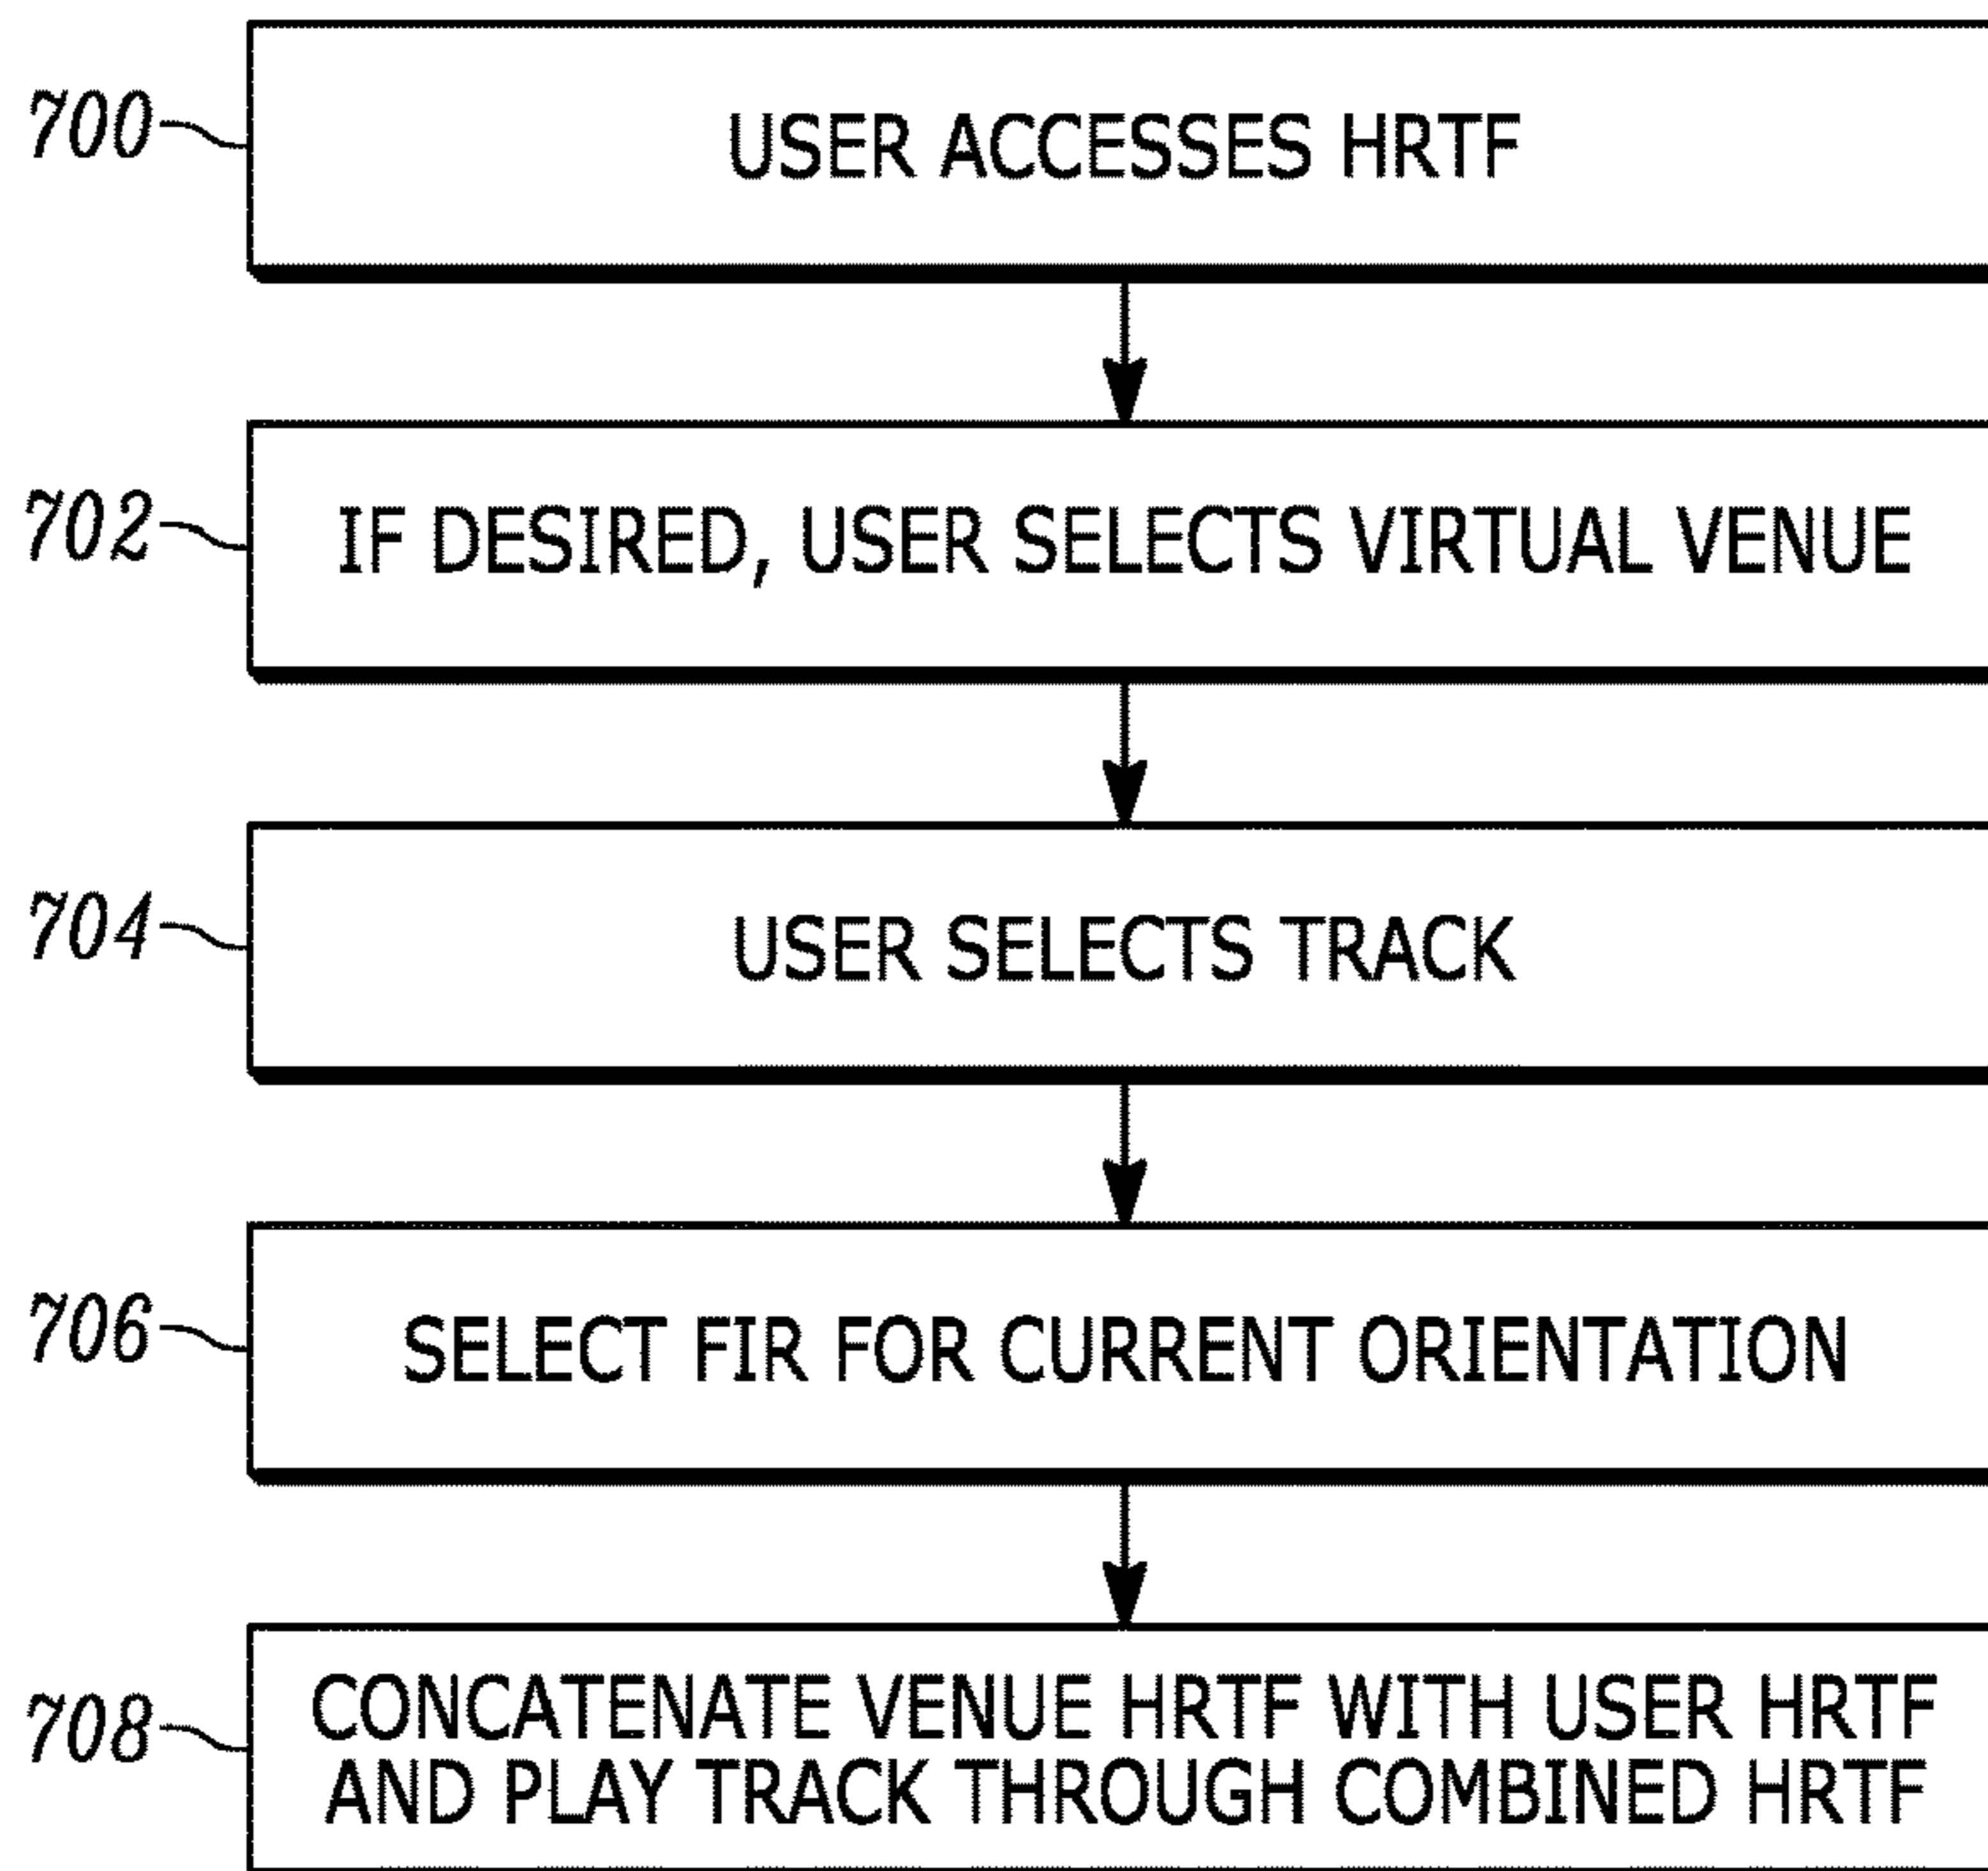 700
USER ACCESSES HRTF
702
IF DESIRED, USER SELECTS VIRTUAL VENUE
704
USER SELECTS TRACK
706
SELECT FIR FOR CURRENT ORIENTATION
708
CONCATENATE VENUE HRTF WITH USER HRTF
AND PLAY TRACK THROUGH COMBINED HRTF